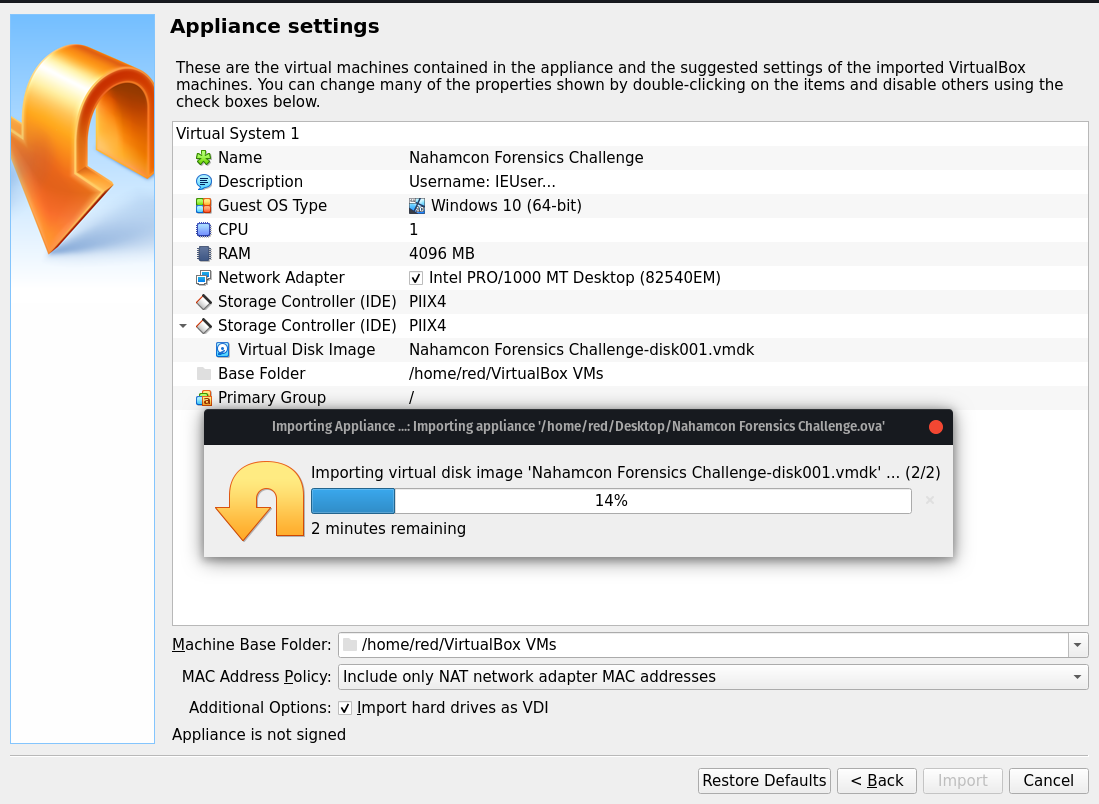 Appliance settings
These are the virtual machines contained in the appliance and the suggested settings of the imported VirtualBox
machines. You can change many of the properties shown by double-clicking on the items and disable others using the
check boxes below.
Virtual System 1
Name Nahamcon Forensics Challenge
Description Username: IEUser...
Guest OS Type Windows 10 (64-bit)
CPU 1
RAM 4096 MB
Network Adapter Intel PRO/1000 MT Desktop (82540EM)
Storage Controller (IDE) PIIX4
Storage Controller (IDE) PIIX4
Virtual Disk Image Nahamcon Forensics Challenge-disk001.vmdk
Base Folder /home/red/VirtualBox VMs
Primary Group /
Importing Appliance ...: Importing appliance '/home/red/Desktop/Nahamcon Forensics Challenge.ova'
Importing virtual disk image 'Nahamcon Forensics Challenge-disk001.vmdk' ... (2/2)
14%
2 minutes remaining
Machine Base Folder: /home/red/VirtualBox VMs
MAC Address Policy: Include only NAT network adapter MAC addresses
Additional Options: Import hard drives as VDI
Appliance is not signed
Restore Defaults < Back Import Cancel